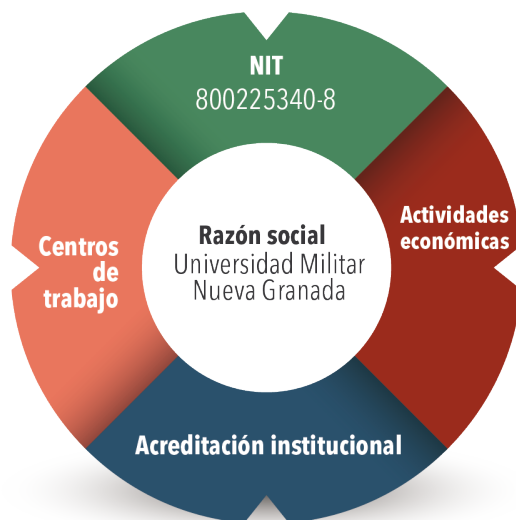 NIT
800225340-8
Actividades
económicas
Razón social
Universidad Militar
Nueva Granada
Centros
de
trabajo
Acreditación institucional